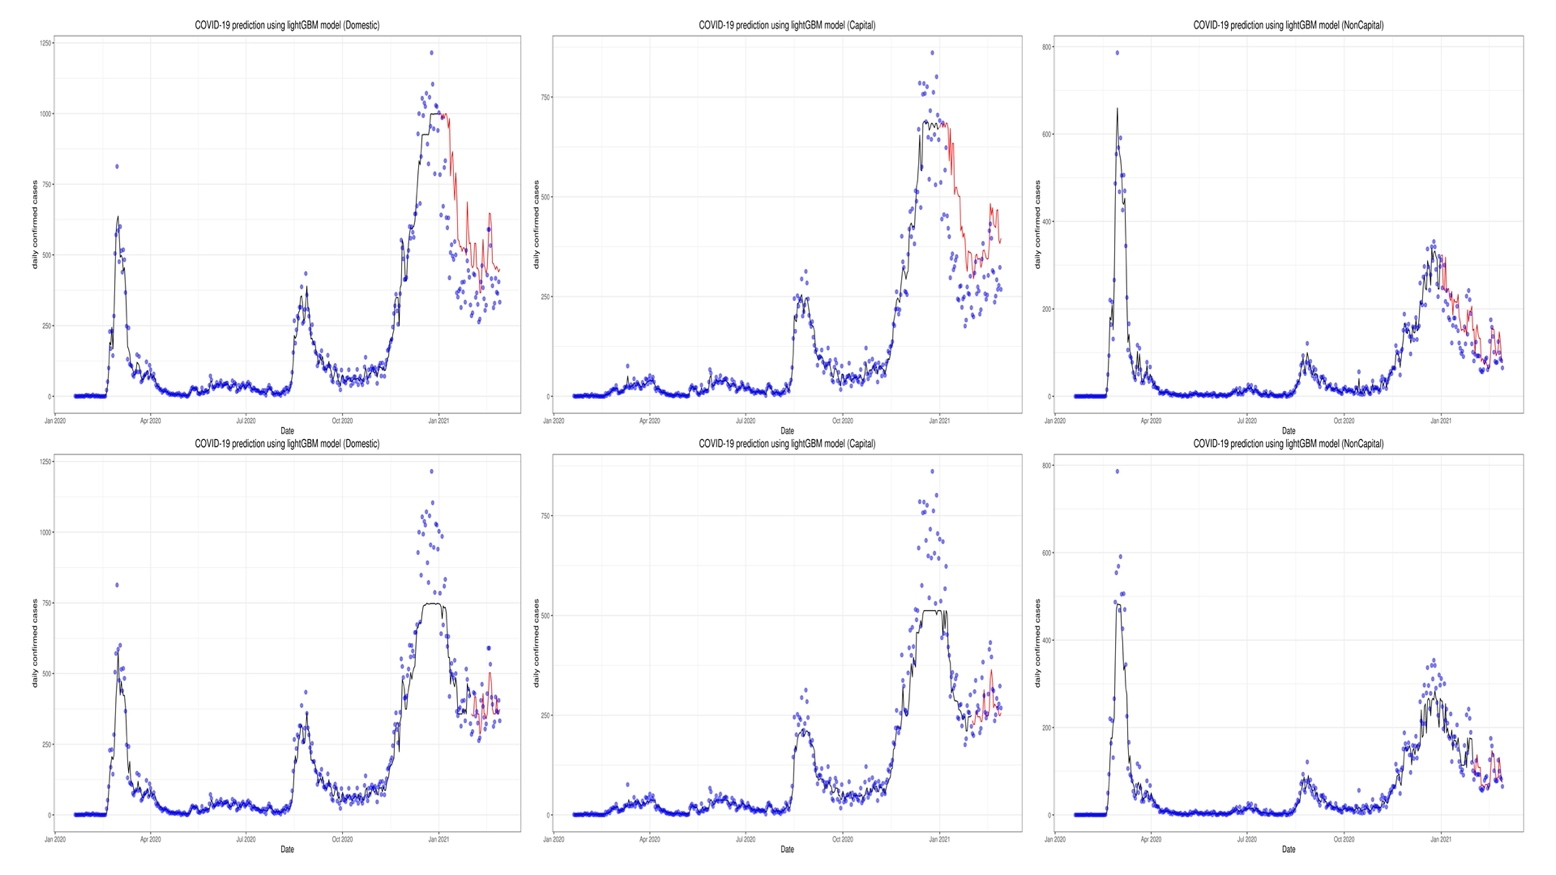 COVID-19 prediction using lightGBM model (Domestic)
daily confirmed cases
1250
1000
750
500
250
0
Jan 2020 Apr 2020 Jul 2020 Oct 2020 Jan 2021
Date
COVID-19 prediction using lightGBM model (Capital)
daily confirmed cases
750
500
250
0
Jan 2020 Apr 2020 Jul 2020 Oct 2020 Jan 2021
Date
COVID-19 prediction using lightGBM model (NonCapital)
daily confirmed cases
800
600
400
200
0
Jan 2020 Apr 2020 Jul 2020 Oct 2020 Jan 2021
Date
COVID-19 prediction using lightGBM model (Domestic)
daily confirmed cases
1250
1000
750
500
250
0
Jan 2020 Apr 2020 Jul 2020 Oct 2020 Jan 2021
Date
COVID-19 prediction using lightGBM model (Capital)
daily confirmed cases
750
500
250
0
Jan 2020 Apr 2020 Jul 2020 Oct 2020 Jan 2021
Date
COVID-19 prediction using lightGBM model (NonCapital)
daily confirmed cases
800
600
400
200
0
Jan 2020 Apr 2020 Jul 2020 Oct 2020 Jan 2021
Date